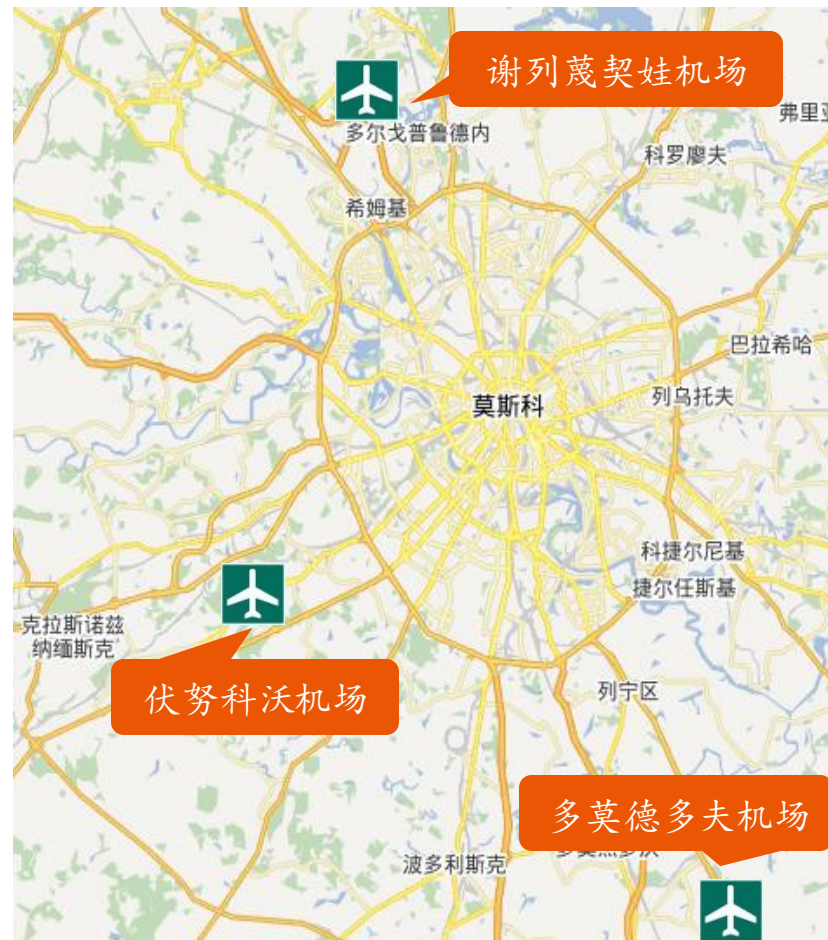 谢列蔑契娃机场
弗里
多尔戈普鲁德内
科罗廖夫
希姆基
巴拉希哈
列乌托夫
莫斯科
科捷尔尼基
捷尔任斯基
克拉斯诺兹
纳缅斯克
列宁区
伏努科沃机场
多莫德多夫机场
波多利斯克